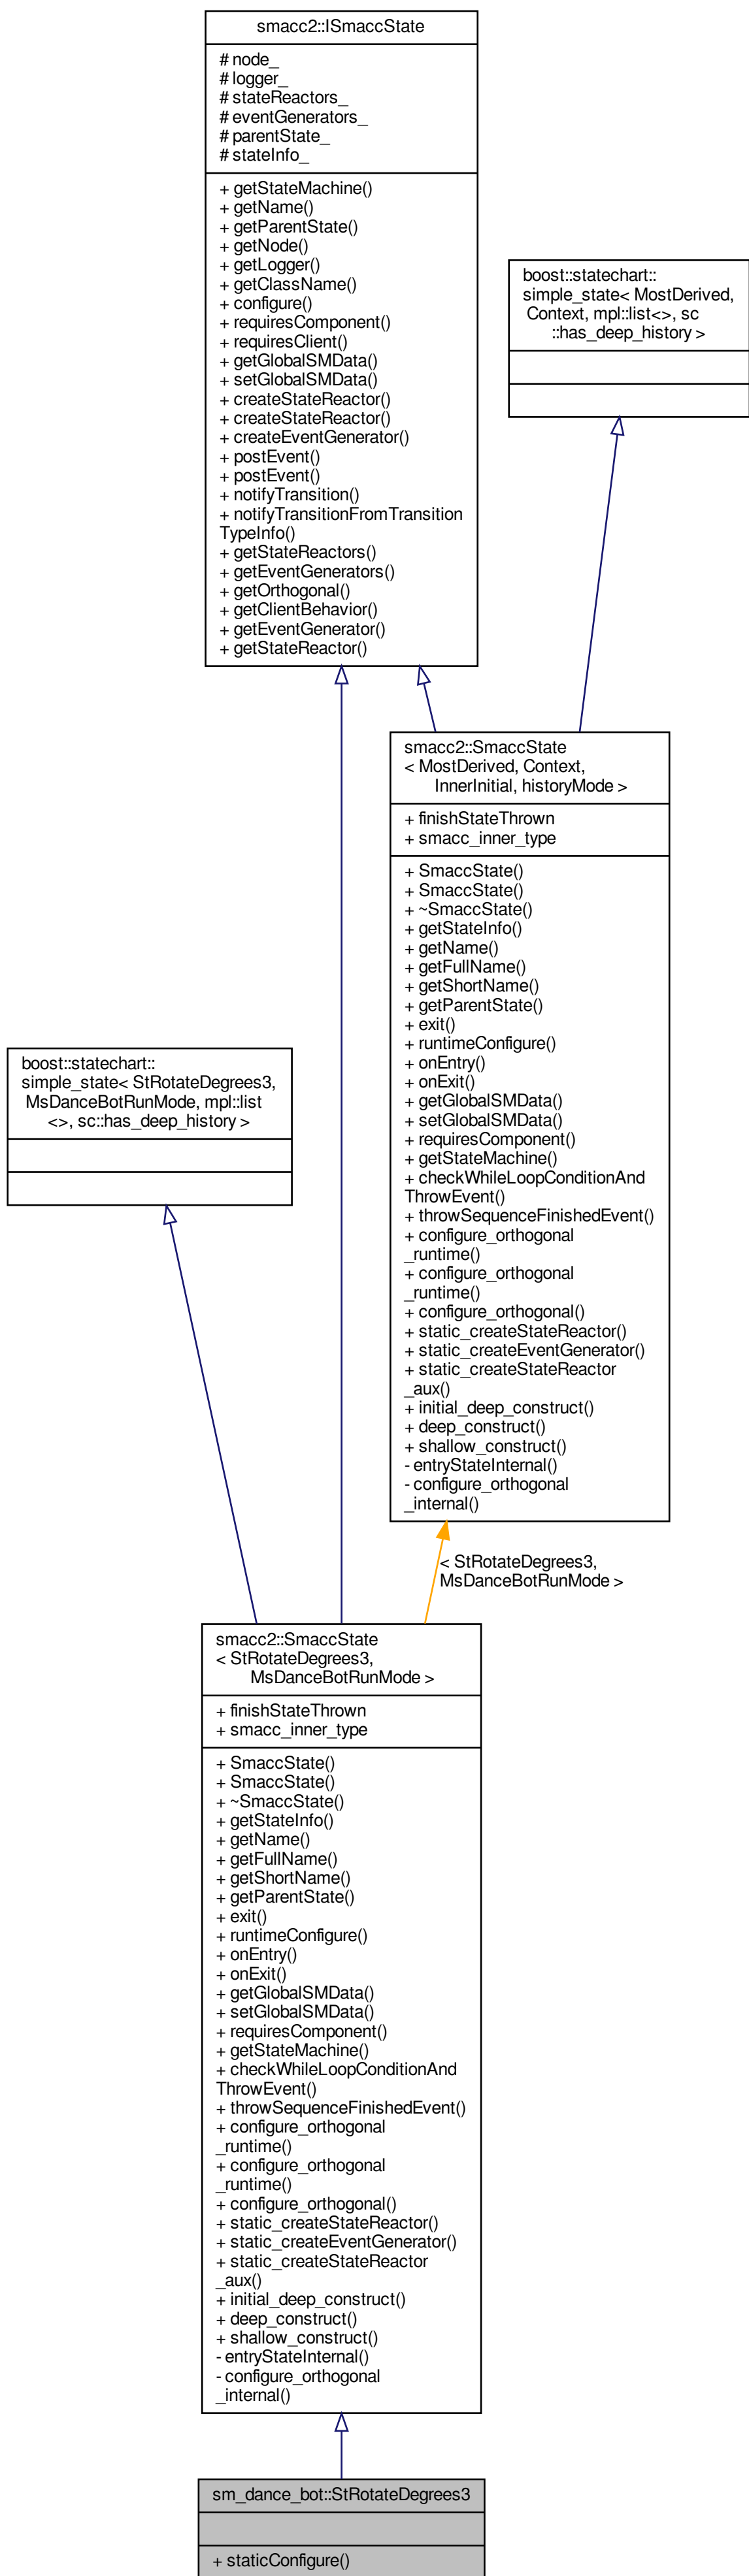 smacc2::ISmaccState
# node_
# logger_
# stateReactors_
# eventGenerators_
# parentState_
# stateInfo_
+ getStateMachine()
+ getName()
+ getParentState()
+ getNode()
+ getLogger()
+ getClassName()
+ configure()
+ requiresComponent()
+ requiresClient()
+ getGlobalSMData()
+ setGlobalSMData()
+ createStateReactor()
+ createStateReactor()
+ createEventGenerator()
+ postEvent()
+ postEvent()
+ notifyTransition()
+ notifyTransitionFromTransition
TypeInfo()
+ getStateReactors()
+ getEventGenerators()
+ getOrthogonal()
+ getClientBehavior()
+ getEventGenerator()
+ getStateReactor()
boost::statechart::
simple_state< MostDerived,
Context, mpl::list<>, sc
::has_deep_history >
smacc2::SmaccState
< MostDerived, Context,
InnerInitial, historyMode >
+ finishStateThrown
+ smacc_inner_type
+ SmaccState()
+ SmaccState()
+ ~SmaccState()
+ getStateInfo()
+ getName()
+ getFullName()
+ getShortName()
+ getParentState()
+ exit()
+ runtimeConfigure()
+ onEntry()
+ onExit()
+ getGlobalSMData()
+ setGlobalSMData()
+ requiresComponent()
+ getStateMachine()
+ checkWhileLoopConditionAnd
ThrowEvent()
+ throwSequenceFinishedEvent()
+ configure_orthogonal
_runtime()
+ configure_orthogonal
_runtime()
+ configure_orthogonal()
+ static_createStateReactor()
+ static_createEventGenerator()
+ static_createStateReactor
_aux()
+ initial_deep_construct()
+ deep_construct()
+ shallow_construct()
- entryStateInternal()
- configure_orthogonal
_internal()
boost::statechart::
simple_state< StRotateDegrees3,
MsDanceBotRunMode, mpl::list
<>, sc::has_deep_history >
< StRotateDegrees3,
MsDanceBotRunMode >
smacc2::SmaccState
< StRotateDegrees3,
MsDanceBotRunMode >
+ finishStateThrown
+ smacc_inner_type
+ SmaccState()
+ SmaccState()
+ ~SmaccState()
+ getStateInfo()
+ getName()
+ getFullName()
+ getShortName()
+ getParentState()
+ exit()
+ runtimeConfigure()
+ onEntry()
+ onExit()
+ getGlobalSMData()
+ setGlobalSMData()
+ requiresComponent()
+ getStateMachine()
+ checkWhileLoopConditionAnd
ThrowEvent()
+ throwSequenceFinishedEvent()
+ configure_orthogonal
_runtime()
+ configure_orthogonal
_runtime()
+ configure_orthogonal()
+ static_createStateReactor()
+ static_createEventGenerator()
+ static_createStateReactor
_aux()
+ initial_deep_construct()
+ deep_construct()
+ shallow_construct()
- entryStateInternal()
- configure_orthogonal
_internal()
sm_dance_bot::StRotateDegrees3
+ staticConfigure()